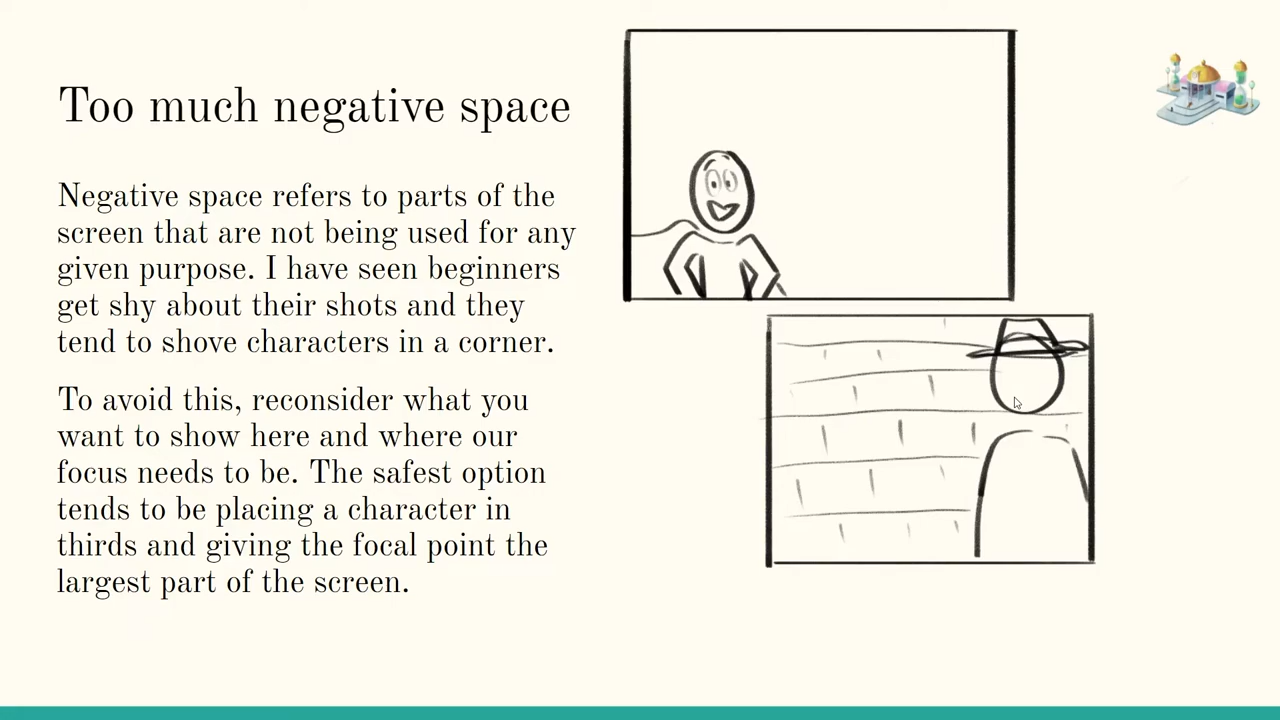 Too much negative space
Negative space refers to parts of the
screen that are not being used for any
given purpose. I have seen beginners
get shy about their shots and they
tend to shove characters in a corner.
To avoid this, reconsider what you
want to show here and where our
focus needs to be. The safest option
tends to be placing a character in
thirds and giving the focal point the
largest part of the screen.